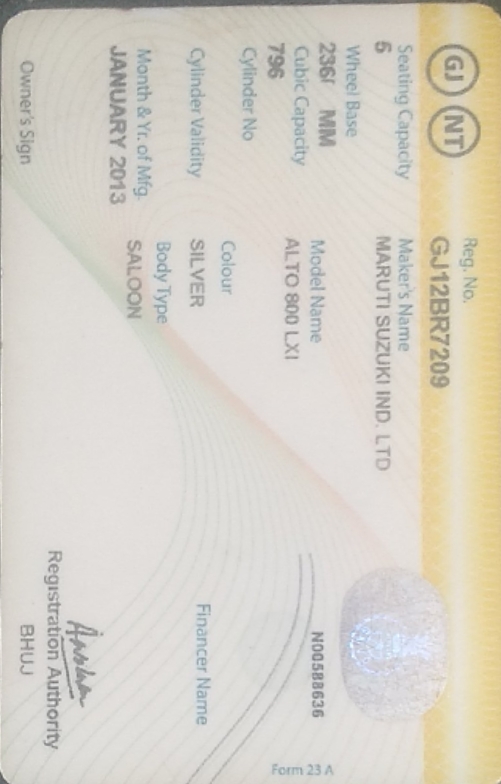 GJ NT
Reg. No.
GJ12BR7209
Seating Capacity
Maker's Name
MARUTI SUZUKI IND. LTD
Wheel Base
MM
Model Name
ALTO 800 LXI
Cubic Capacity
796
Cylinder No
Colour
SILVER
Cylinder Validity
Body Type
SALOON
Month & Yr. of Mfg.
JANUARY 2013
Owner's Sign
N00588636
Financer Name
Registration Authority
BHUJ
Form 23 A